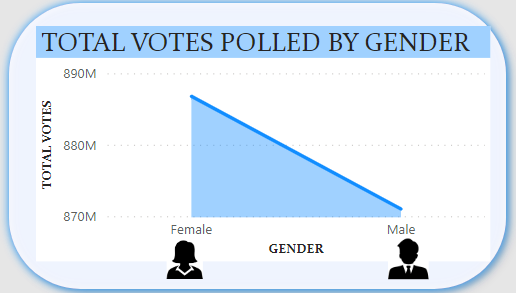 TOTAL VOTES POLLED BY GENDER
890M
880M
870M
TOTAL VOTES
Female Male
GENDER